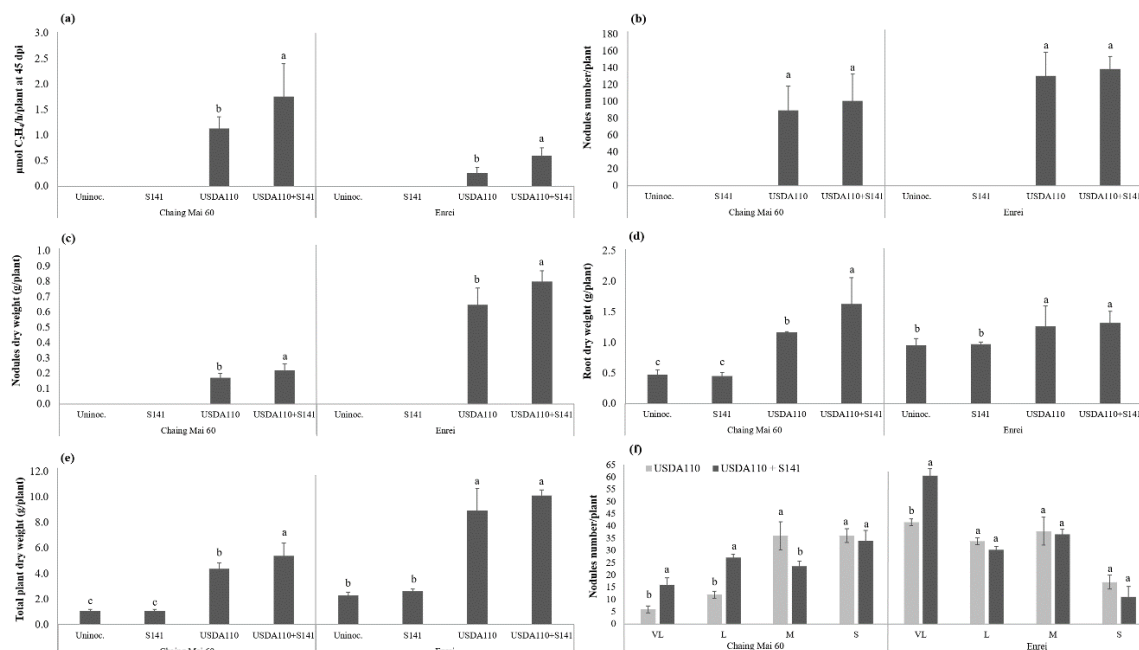 (a)
µmol C₂H₄/h/plant at 45 dpi
3.0
2.5
2.0
1.5
1.0
0.5
0.0
b
a
b
a
Uninoc. S141 USDA110 USDA110+S141 Uninoc. S141 USDA110 USDA110+S141
Chaing Mai 60 Enrei
(b)
Nodules number/plant
180
160
140
120
100
80
60
40
20
0
a
a
a
a
Uninoc. S141 USDA110 USDA110+S141 Uninoc. S141 USDA110 USDA110+S141
Chaing Mai 60 Enrei
(c)
Nodules dry weight (g/plant)
1.0
0.9
0.8
0.7
0.6
0.5
0.4
0.3
0.2
0.1
0.0
b
a
b
a
Uninoc. S141 USDA110 USDA110+S141 Uninoc. S141 USDA110 USDA110+S141
Chaing Mai 60 Enrei
(d)
Root dry weight (g/plant)
2.5
2.0
1.5
1.0
0.5
0.0
c
c
b
a
b
b
a
a
Uninoc. S141 USDA110 USDA110+S141 Uninoc. S141 USDA110 USDA110+S141
Chaing Mai 60 Enrei
(e)
Total plant dry weight (g/plant)
12.0
10.0
8.0
6.0
4.0
2.0
0.0
c
c
b
a
b
b
a
a
Uninoc. S141 USDA110 USDA110+S141 Uninoc. S141 USDA110 USDA110+S141
Chaing Mai 60 Enrei
(f)
Nodules number/plant
65
60
55
50
45
40
35
30
25
20
15
10
5
0
USDA110 USDA110 + S141
b
a
b
a
a
b
a
a
b
a
a
a
a
a
a
a
VL L M S VL L M S
Chaing Mai 60 Enrei